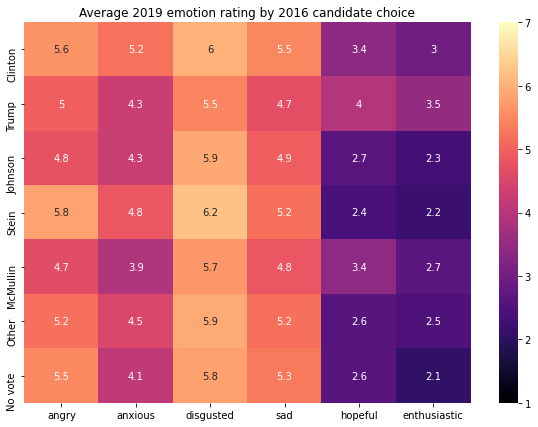 Average 2019 emotion rating by 2016 candidate choice
Clinton 5.6 5.2 6 5.5 3.4 3
Trump 5 4.3 5.5 4.7 4 3.5
Johnson 4.8 4.3 5.9 4.9 2.7 2.3
Stein 5.8 4.8 6.2 5.2 2.4 2.2
McMullin 4.7 3.9 5.7 4.8 3.4 2.7
Other 5.2 4.5 5.9 5.2 2.6 2.5
No vote 5.5 4.1 5.8 5.3 2.6 2.1
angry anxious disgusted sad hopeful enthusiastic
7
6
5
4
3
2
1